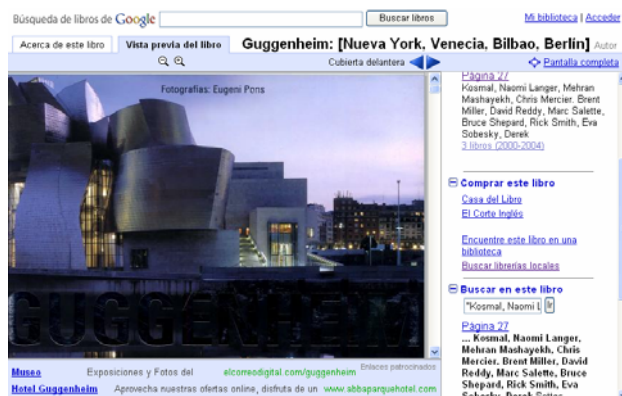 Búsqueda de libros de Google
Buscar libros
Mi biblioteca | Acceder
Acerca de este libro
Vista previa del libro
Guggenheim: [Nueva York, Venecia, Bilbao, Berlín] Autor
Cubierta delantera
Pantalla completa
Fotografías: Eugeni Pons
GUGGENHEIM
Página 27
Kosmal, Naomi Langer, Mehran
Mashayekh, Chris Mercier. Brent
Miller, David Reddy, Marc Salette,
Bruce Shepard, Rick Smith, Eva
Sobesky, Derek
3 libros (2000-2004)
Comprar este libro
Casa del Libro
El Corte Inglés
Encuentre este libro en una
biblioteca
Buscar librerías locales
Buscar en este libro
"Kosmal, Naomi L
Ir
Página 27
... Kosmal, Naomi Langer,
Mehran Mashayekh, Chris
Mercier. Brent Miller, David
Reddy, Marc Salette, Bruce
Shepard, Rick Smith, Eva
Sobesky, Derek
Enlaces patrocinados
Museo Exposiciones y Fotos del elcorreodigital.com/guggenheim
Hotel Guggenheim Aprovecha nuestras ofertas online, disfruta de un www.abbaparquehotel.com